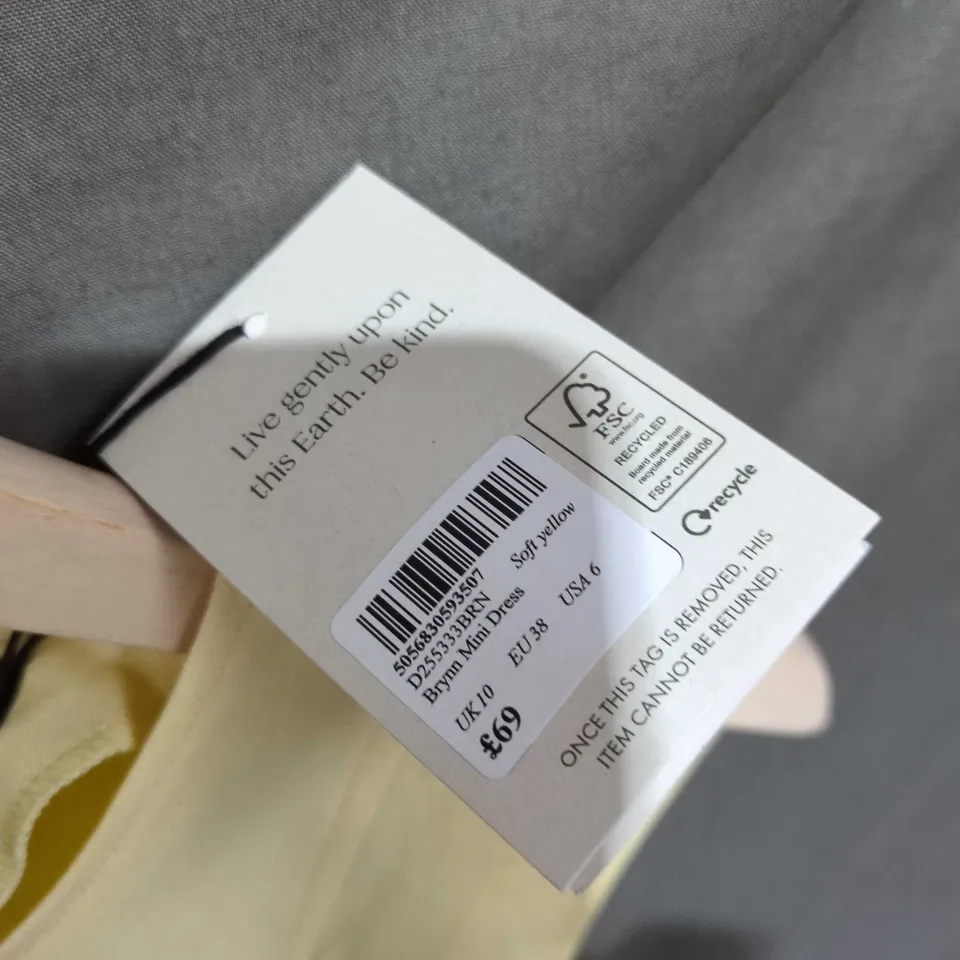 Live gently upon
this Earth. Be kind.
FSC
www.fsc.org
RECYCLED
Board made from
recycled material
FSC® C189406
recycle
5056830593507
D255333BRN Soft yellow
Brynn Mini Dress
UK10 EU 38 USA 6
£69
ONCE THIS TAG IS REMOVED, THIS
ITEM CANNOT BE RETURNED.